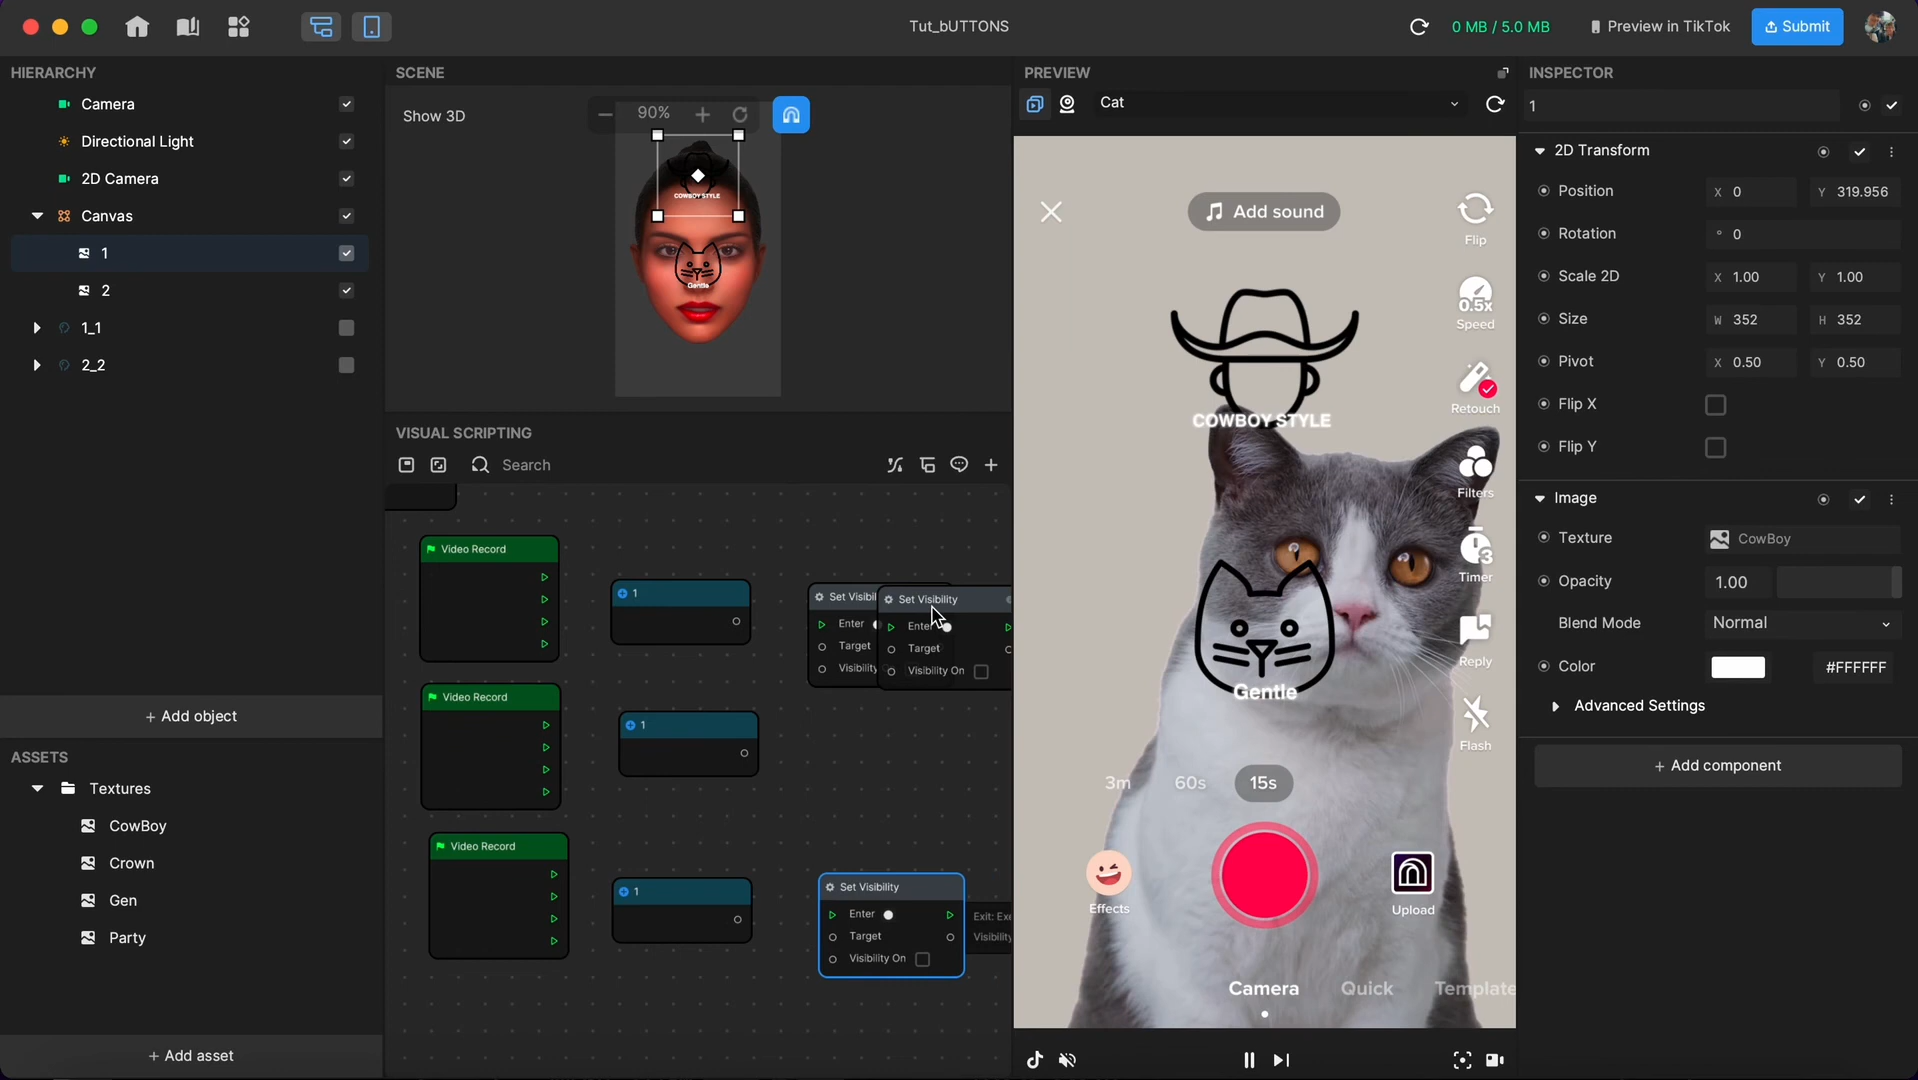 Tut_bUTTONS
0 MB / 5.0 MB
Preview in TikTok
Submit
HIERARCHY
Camera
Directional Light
2D Camera
Canvas
1
2
1_1
2_2
+ Add object
ASSETS
Textures
CowBoy
Crown
Gen
Party
+ Add asset
SCENE
Show 3D
90%
COWBOY STYLE
Gentle
VISUAL SCRIPTING
Search
Video Record
1
Set Visibility
Enter
Target
Visibility On
Video Record
1
Video Record
1
Set Visibility
Enter
Target
Visibility On
Set Visibility
Enter
Target
Visibility On
PREVIEW
Cat
Add sound
Flip
0.5x
Speed
Retouch
COWBOY STYLE
Filters
3
Timer
Gentle
Reply
Flash
3m
60s
15s
Effects
Upload
Camera
Quick
Template
INSPECTOR
1
2D Transform
Position
X 0
Y 319.956
Rotation
° 0
Scale 2D
X 1.00
Y 1.00
Size
W 352
H 352
Pivot
X 0.50
Y 0.50
Flip X
Flip Y
Image
Texture
CowBoy
Opacity
1.00
Blend Mode
Normal
Color
#FFFFFF
Advanced Settings
+ Add component